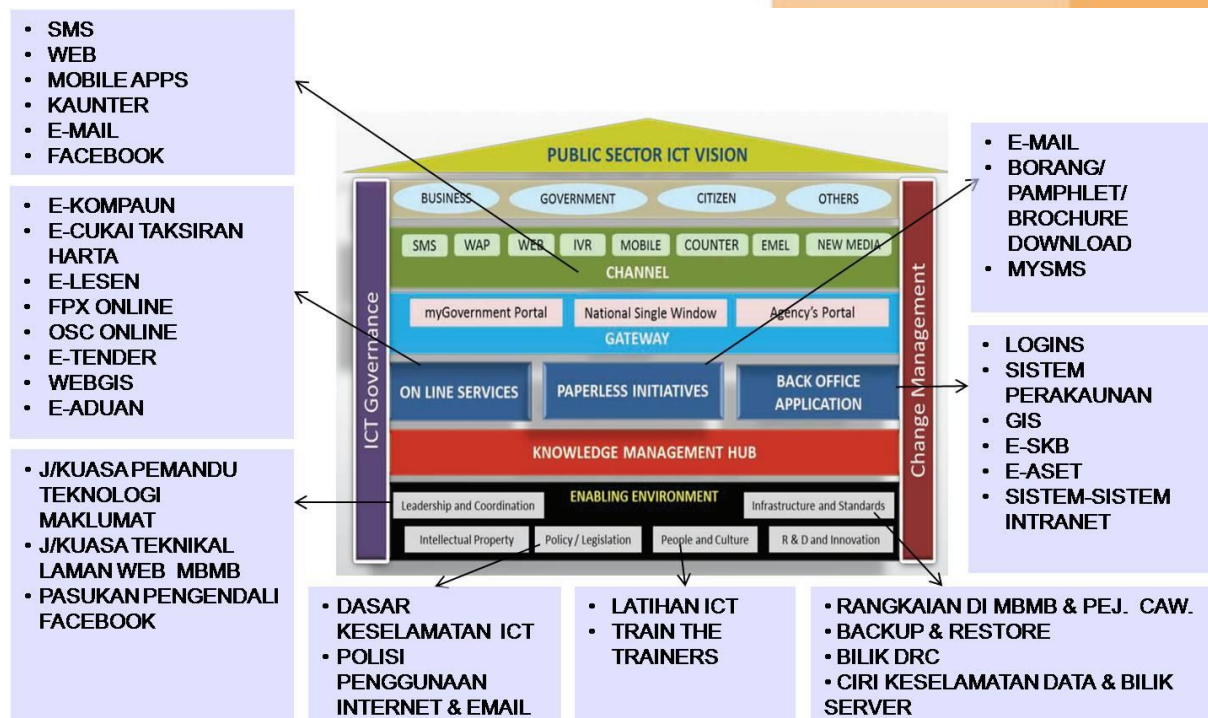 • SMS
• WEB
• MOBILE APPS
• KAUNTER
• E-MAIL
• FACEBOOK
• E-KOMPAUN
• E-CUKAI TAKSIRAN
HARTA
• E-LESEN
• FPX ONLINE
• OSC ONLINE
• E-TENDER
• WEBGIS
• E-ADUAN
• J/KUASA PEMANDU
TEKNOLOGI
MAKLUMAT
• J/KUASA TEKNIKAL
LAMAN WEB MBMB
• PASUKAN PENGENDALI
FACEBOOK
PUBLIC SECTOR ICT VISION
ICT Governance
BUSINESS GOVERNMENT CITIZEN OTHERS
SMS WAP WEB IVR MOBILE COUNTER EMEL NEW MEDIA
CHANNEL
myGovernment Portal National Single Window Agency's Portal
GATEWAY
ON LINE SERVICES PAPERLESS INITIATIVES BACK OFFICE
APPLICATION
KNOWLEDGE MANAGEMENT HUB
ENABLING ENVIRONMENT
Leadership and Coordination Infrastructure and Standards
Intellectual Property Policy / Legislation People and Culture R & D and Innovation
Change Management
• E-MAIL
• BORANG/
PAMPHLET/
BROCHURE
DOWNLOAD
• MYSMS
• LOGINS
• SISTEM
PERAKAUNAN
• GIS
• E-SKB
• E-ASET
• SISTEM-SISTEM
INTRANET
• DASAR
KESELAMATAN ICT
• POLISI
PENGGUNAAN
INTERNET & EMAIL
• LATIHAN ICT
• TRAIN THE
TRAINERS
• RANGKAIAN DI MBMB & PEJ. CAW.
• BACKUP & RESTORE
• BILIK DRC
• CIRI KESELAMATAN DATA & BILIK
SERVER